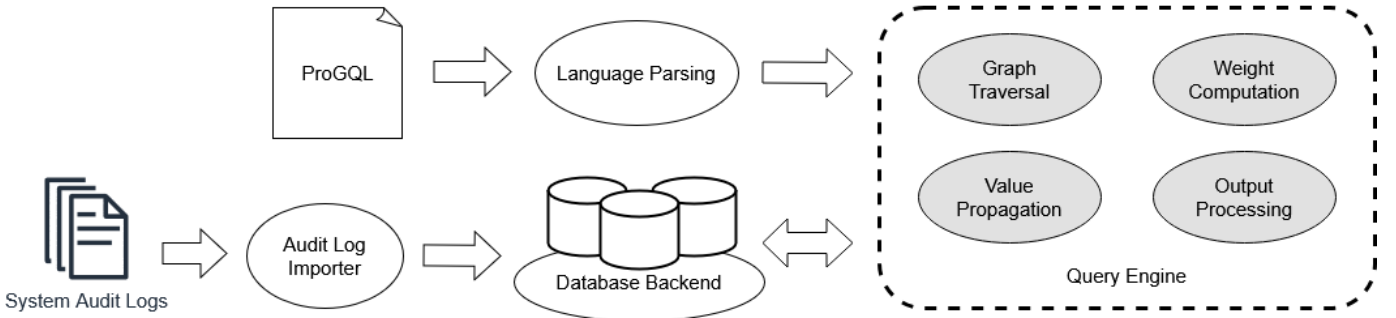 ProGQL
Language Parsing
Graph
Traversal
Weight
Computation
Value
Propagation
Output
Processing
Query Engine
System Audit Logs
Audit Log
Importer
Database Backend